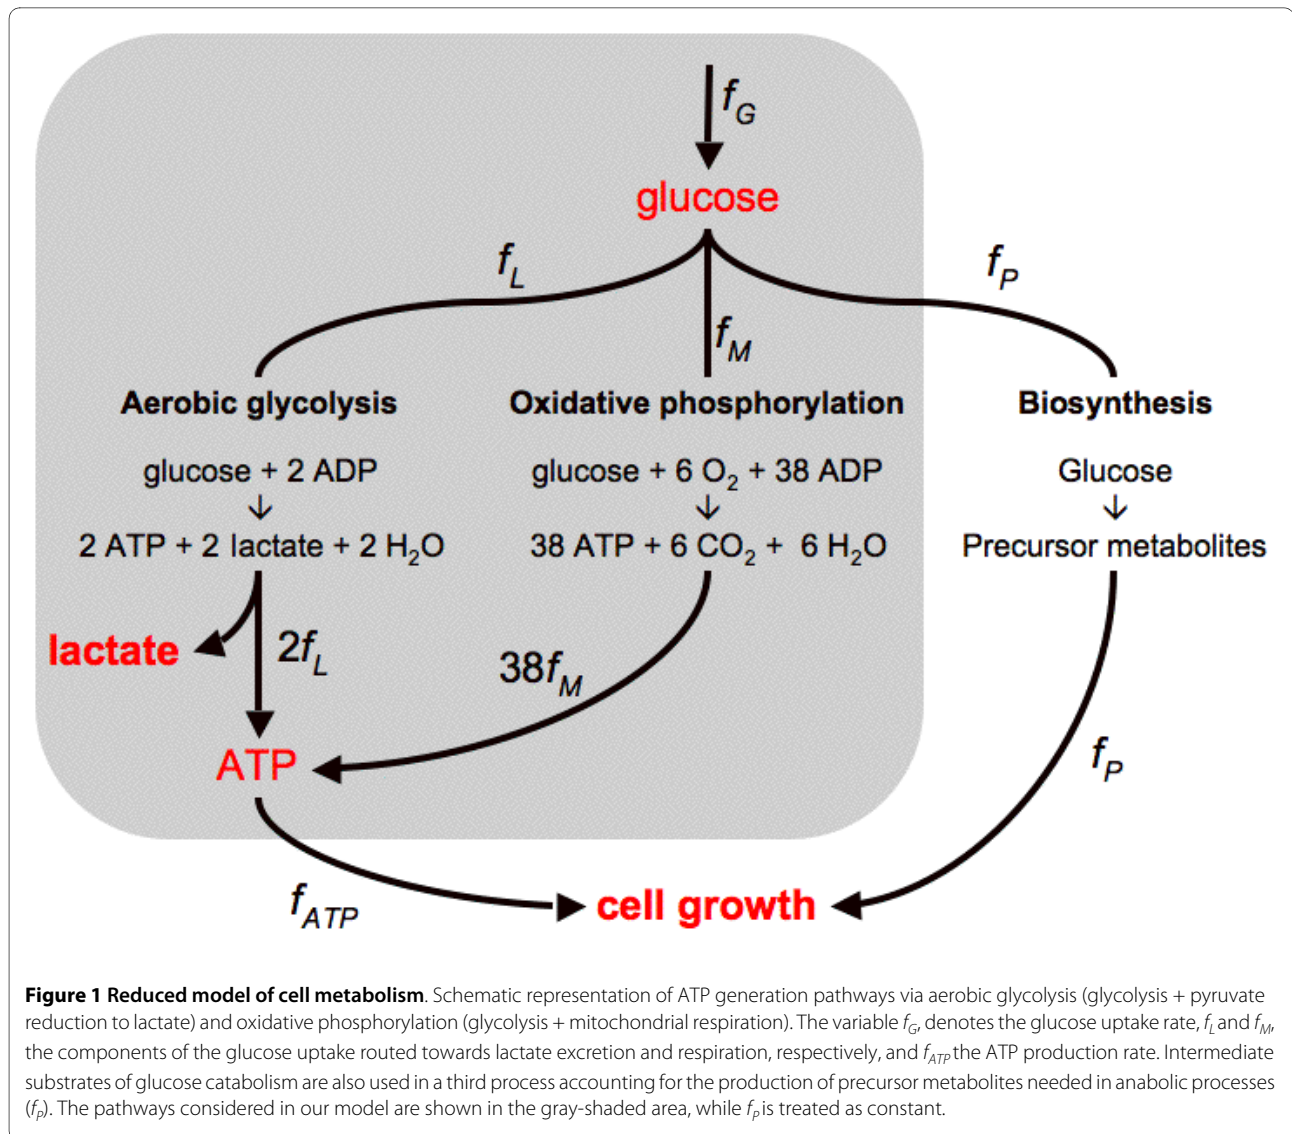 f_G
glucose
f_L
f_P
f_M
Aerobic glycolysis
Oxidative phosphorylation
Biosynthesis
glucose + 2 ADP
glucose + 6 O₂ + 38 ADP
Glucose
↓
↓
↓
2 ATP + 2 lactate + 2 H₂O
38 ATP + 6 CO₂ + 6 H₂O
Precursor metabolites
lactate
2f_L
38f_M
ATP
f_P
f_ATP
cell growth
Figure 1 Reduced model of cell metabolism. Schematic representation of ATP generation pathways via aerobic glycolysis (glycolysis + pyruvate
reduction to lactate) and oxidative phosphorylation (glycolysis + mitochondrial respiration). The variable f_G, denotes the glucose uptake rate, f_L and f_M,
the components of the glucose uptake routed towards lactate excretion and respiration, respectively, and f_ATP the ATP production rate. Intermediate
substrates of glucose catabolism are also used in a third process accounting for the production of precursor metabolites needed in anabolic processes
(f_P). The pathways considered in our model are shown in the gray-shaded area, while f_P is treated as constant.